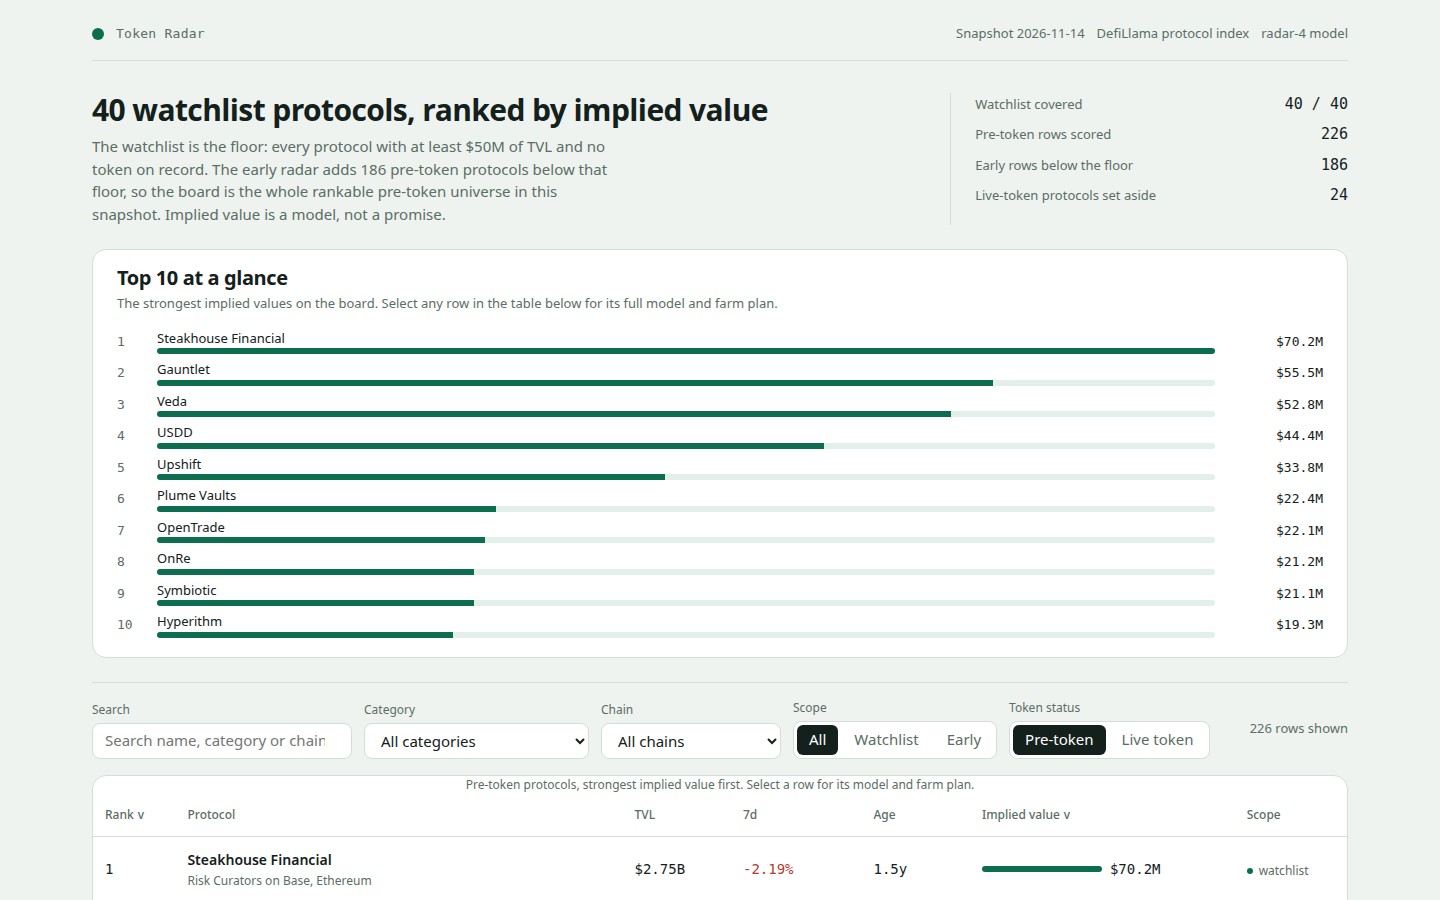 Token Radar
Snapshot 2026-11-14 DefiLlama protocol index radar-4 model
40 watchlist protocols, ranked by implied value
The watchlist is the floor: every protocol with at least $50M of TVL and no
token on record. The early radar adds 186 pre-token protocols below that
floor, so the board is the whole rankable pre-token universe in this
snapshot. Implied value is a model, not a promise.
Watchlist covered 40 / 40
Pre-token rows scored 226
Early rows below the floor 186
Live-token protocols set aside 24
Top 10 at a glance
The strongest implied values on the board. Select any row in the table below for its full model and farm plan.
1 Steakhouse Financial $70.2M
2 Gauntlet $55.5M
3 Veda $52.8M
4 USDD $44.4M
5 Upshift $33.8M
6 Plume Vaults $22.4M
7 OpenTrade $22.1M
8 OnRe $21.2M
9 Symbiotic $21.1M
10 Hyperithm $19.3M
Search Category Chain Scope Token status
Search name, category or chain All categories All chains All Watchlist Early Pre-token Live token 226 rows shown
Pre-token protocols, strongest implied value first. Select a row for its model and farm plan.
Rank v Protocol TVL 7d Age Implied value v Scope
1 Steakhouse Financial $2.75B -2.19% 1.5y $70.2M watchlist
Risk Curators on Base, Ethereum